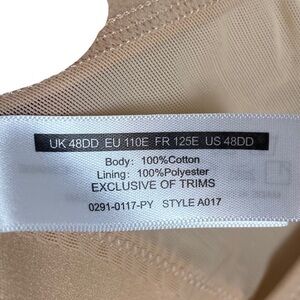 UK 48DD EU 110E FR 125E US 48DD
Body: 100%Cotton
Lining: 100%Polyester
EXCLUSIVE OF TRIMS
0291-0117-PY STYLE A017